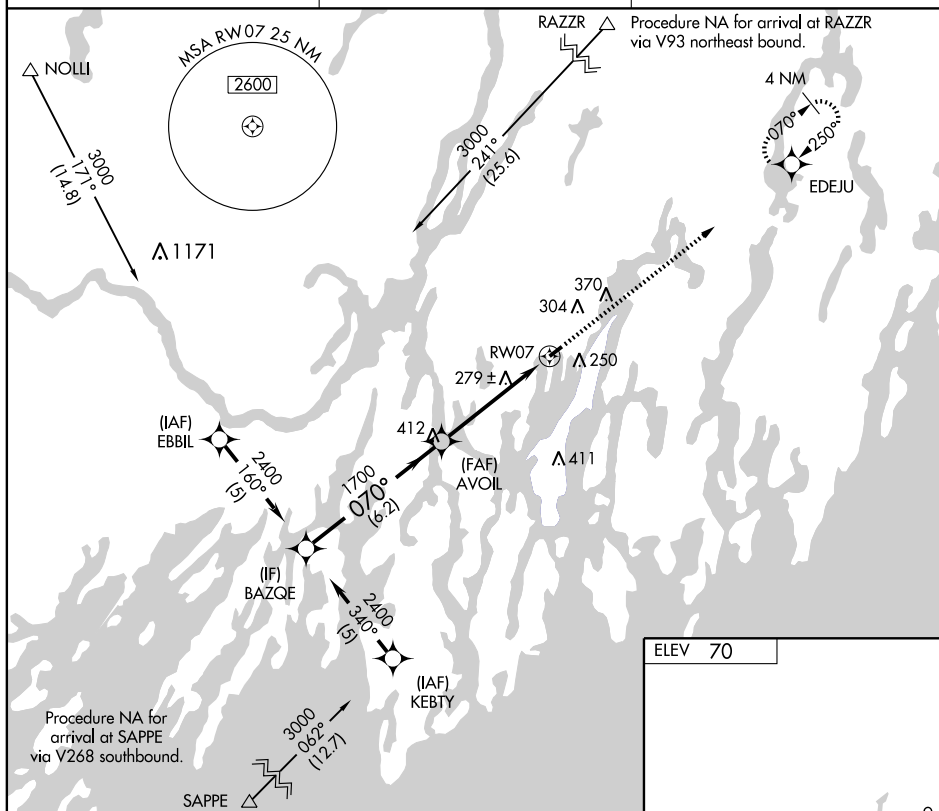 MSA RW07 25 NM
2600
NOLLI
3000
171°
(14.8)
1171
RAZZR
Procedure NA for arrival at RAZZR
via V93 northeast bound.
3000
241°
(25.6)
4 NM
070°
250°
EDEJU
370
304
RW07
250
279 ±
412
(FAF)
AVOIL
411
(IAF)
EBBIL
2400
160°
(5)
1700
070°
(6.2)
(IF)
BAZQE
2400
340°
(5)
(IAF)
KEBTY
Procedure NA for
arrival at SAPPE
via V268 southbound.
3000
062°
(12.7)
SAPPE
ELEV 70